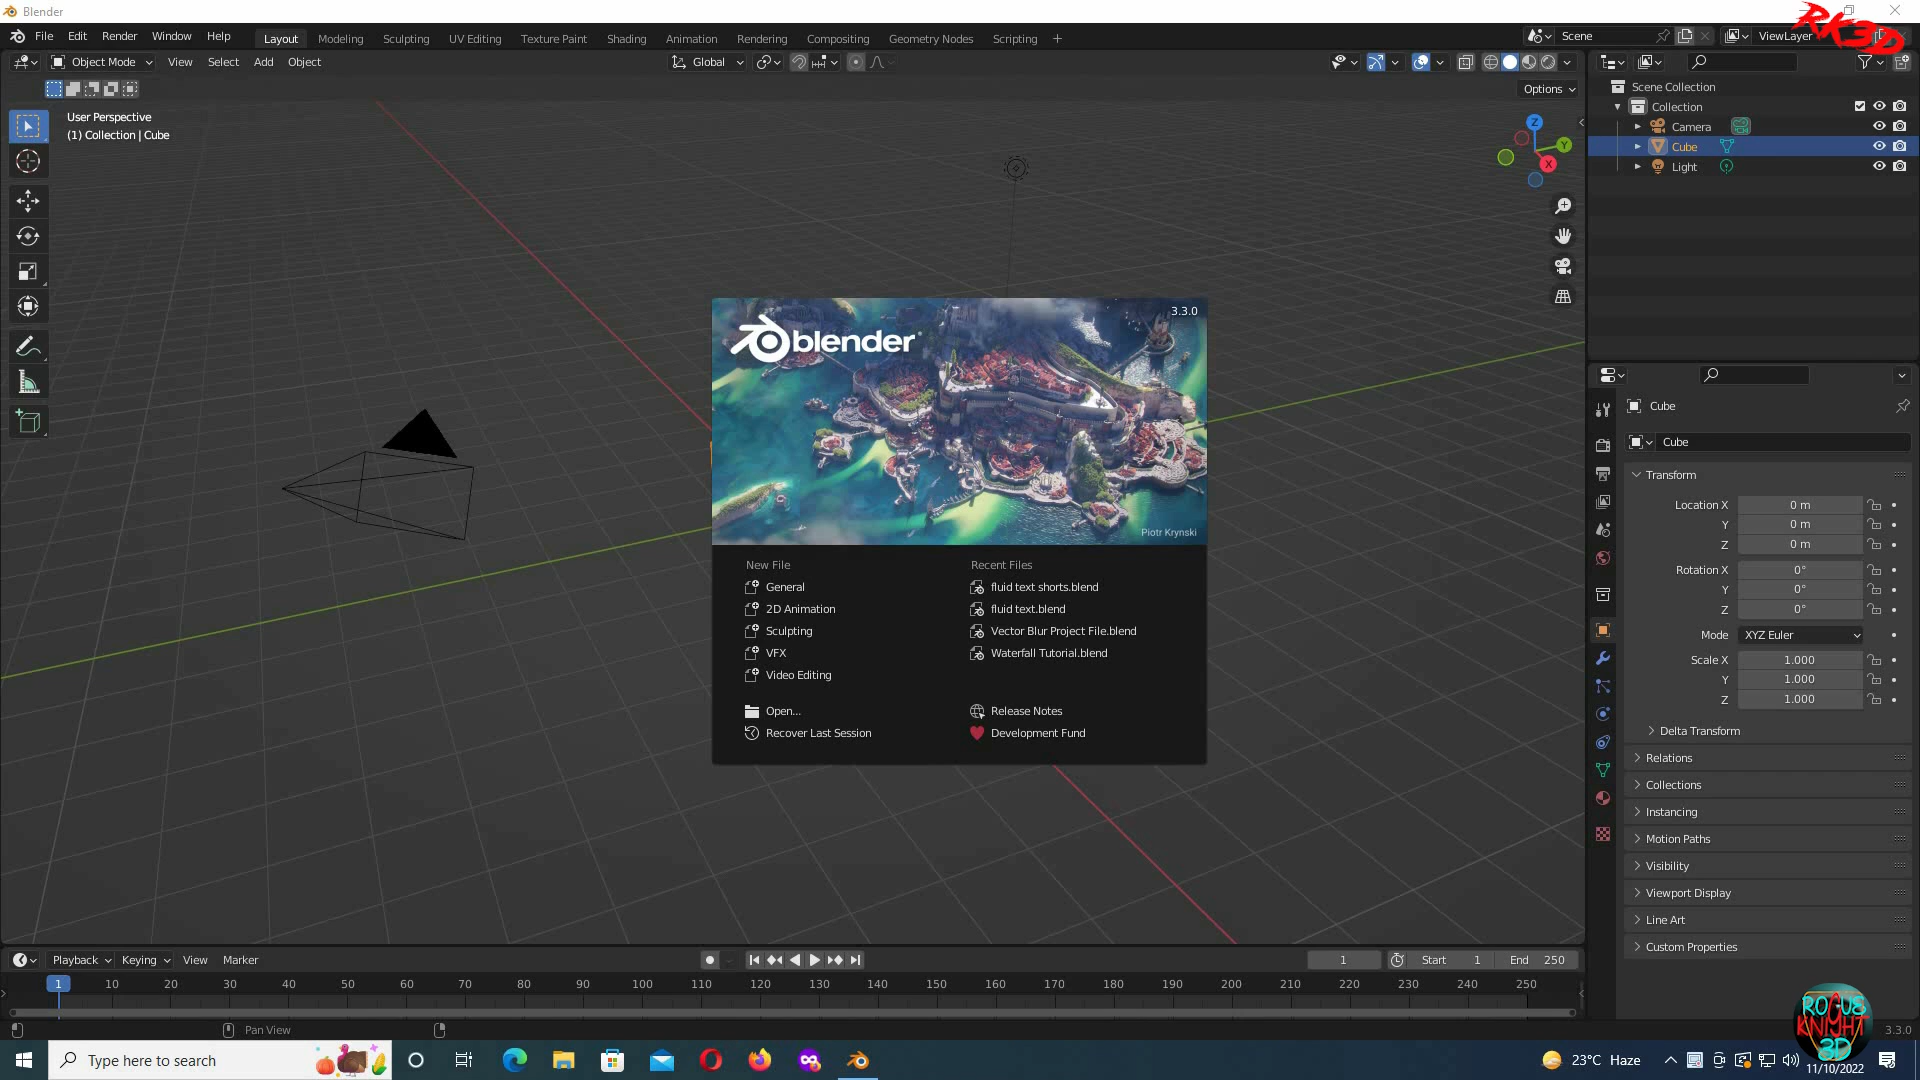 Blender
File Edit Render Window Help Layout Modeling Sculpting UV Editing Texture Paint Shading Animation Rendering Compositing Geometry Nodes Scripting + Scene ViewLayer
RK3D
Object Mode View Select Add Object Global
Options
User Perspective
(1) Collection | Cube
Z
Y
X
Scene Collection
Collection
Camera
Cube
Light
3.3.0
blender
Piotr Krynski
New File
General
2D Animation
Sculpting
VFX
Video Editing
Open...
Recover Last Session
Recent Files
fluid text shorts.blend
fluid text.blend
Vector Blur Project File.blend
Waterfall Tutorial.blend
Release Notes
Development Fund
Cube
Cube
Transform
Location X 0 m
Y 0 m
Z 0 m
Rotation X 0°
Y 0°
Z 0°
Mode XYZ Euler
Scale X 1.000
Y 1.000
Z 1.000
Delta Transform
Relations
Collections
Instancing
Motion Paths
Visibility
Viewport Display
Line Art
Custom Properties
Playback Keying View Marker 1 Start 1 End 250
1 10 20 30 40 50 60 70 80 90 100 110 120 130 140 150 160 170 180 190 200 210 220 230 240 250
Pan View
3.3.0
ROGUE
KNIGHT
3D
Type here to search
23°C Haze
11/10/2022